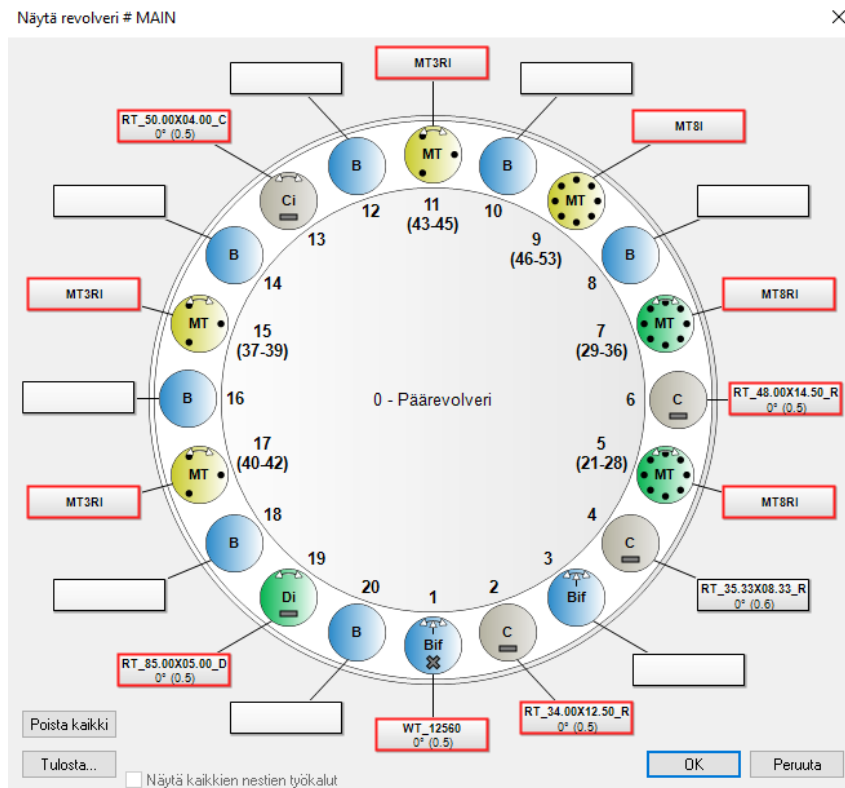 Näytä revolveri # MAIN
MT3RI
RT_50.00X04.00_C
0° (0.5)
MT8I
B
MT
B
Ci
MT
12
11
(43-45)
10
13
9
(46-53)
B
14
8
B
MT3RI
MT
15
(37-39)
7
(29-36)
MT
MT8RI
B
16
0 - Päärevolveri
6
C
RT_48.00X14.50_R
0° (0.5)
MT3RI
MT
17
(40-42)
5
(21-28)
MT
MT8RI
B
18
4
C
RT_35.33X08.33_R
0° (0.6)
19
3
Di
20
1
2
Bif
B
Bif
C
RT_85.00X05.00_D
0° (0.5)
WT_12560
0° (0.5)
RT_34.00X12.50_R
0° (0.5)
Poista kaikki
Tulosta...
Näytä kaikkien nestien työkalut
OK
Peruuta